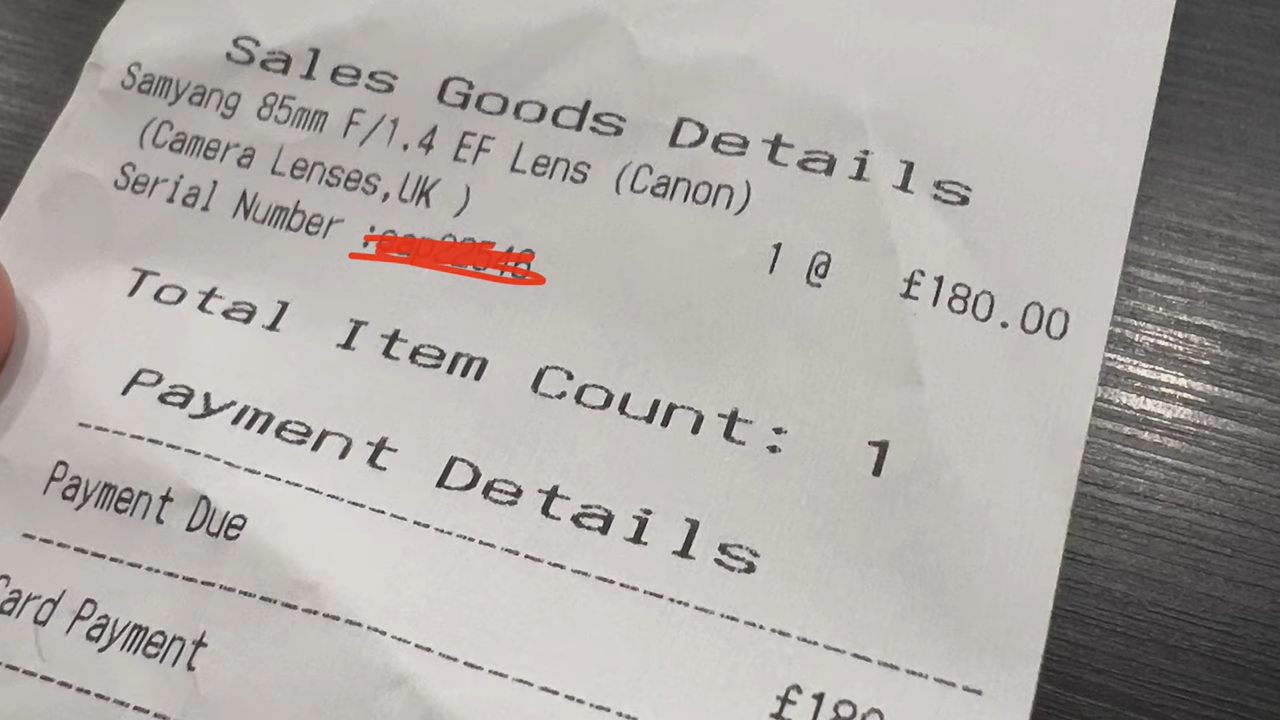 Sales Goods Details
Samyang 85mm F/1.4 EF Lens (Canon)
(Camera Lenses,UK )
Serial Number :
1 @ £180.00
Total Item Count: 1
Payment Details
Payment Due
£180
Card Payment